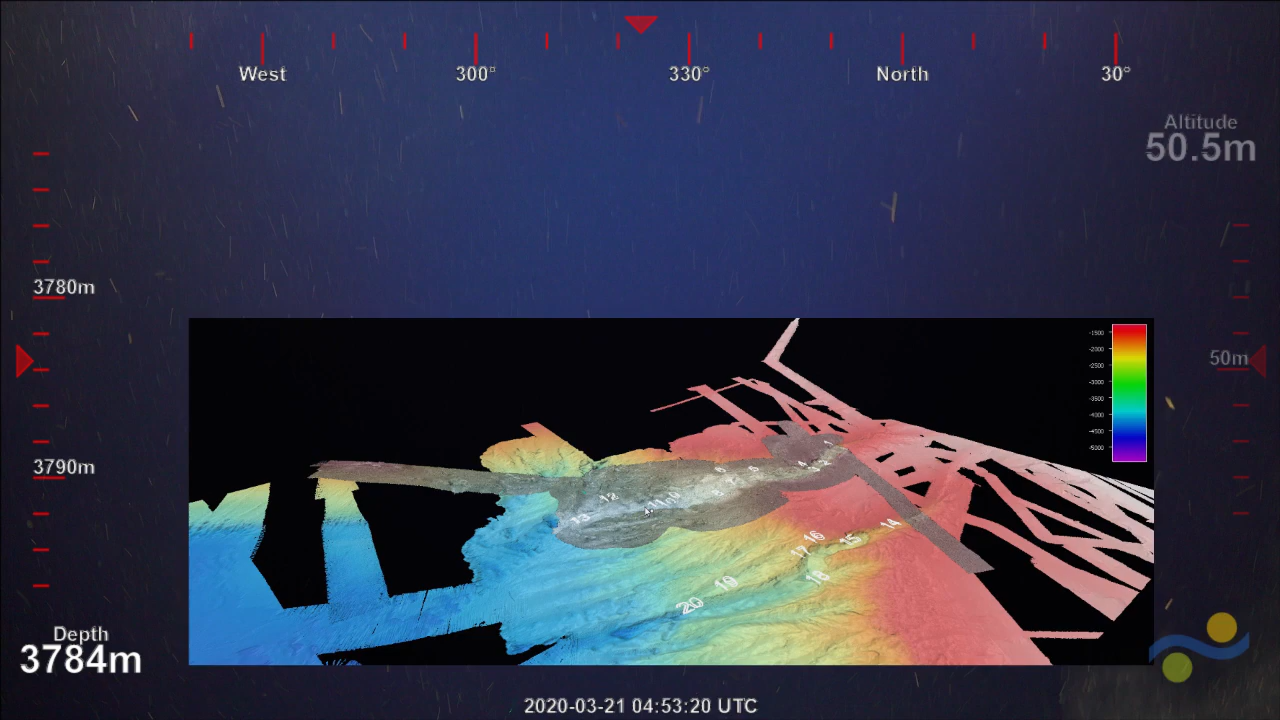 West
300°
330°
North
30°
Altitude
50.5m
3780m
50m
3790m
Depth
3784m
-1500
-2000
-2500
-3000
-3500
-4000
-4500
-5000
12
13
11
16
14
15
17
18
19
20
2020-03-21 04:53:20 UTC